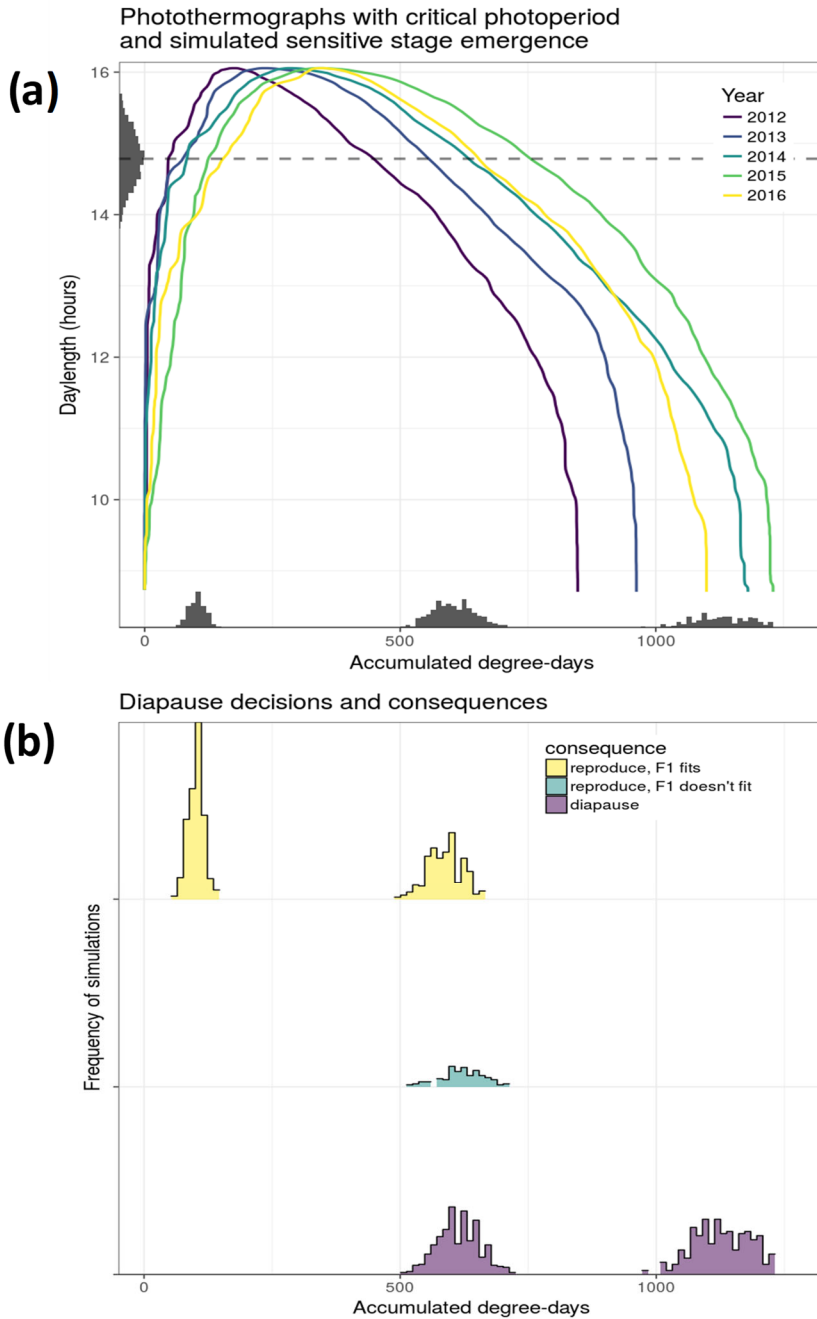 Photothermographs with critical photoperiod
and simulated sensitive stage emergence
(a)
16
14
12
10
Daylength (hours)
Year
2012
2013
2014
2015
2016
0
500
1000
Accumulated degree-days
Diapause decisions and consequences
(b)
consequence
reproduce, F1 fits
reproduce, F1 doesn't fit
diapause
Frequency of simulations
0
500
1000
Accumulated degree-days